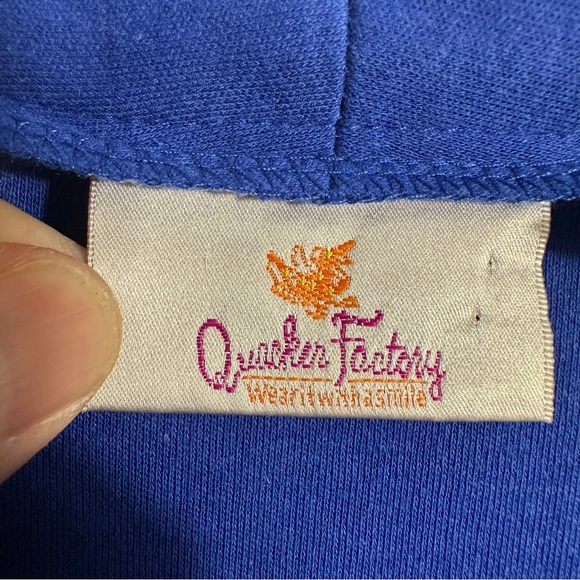 Quacker Factory
Wear it with a smile